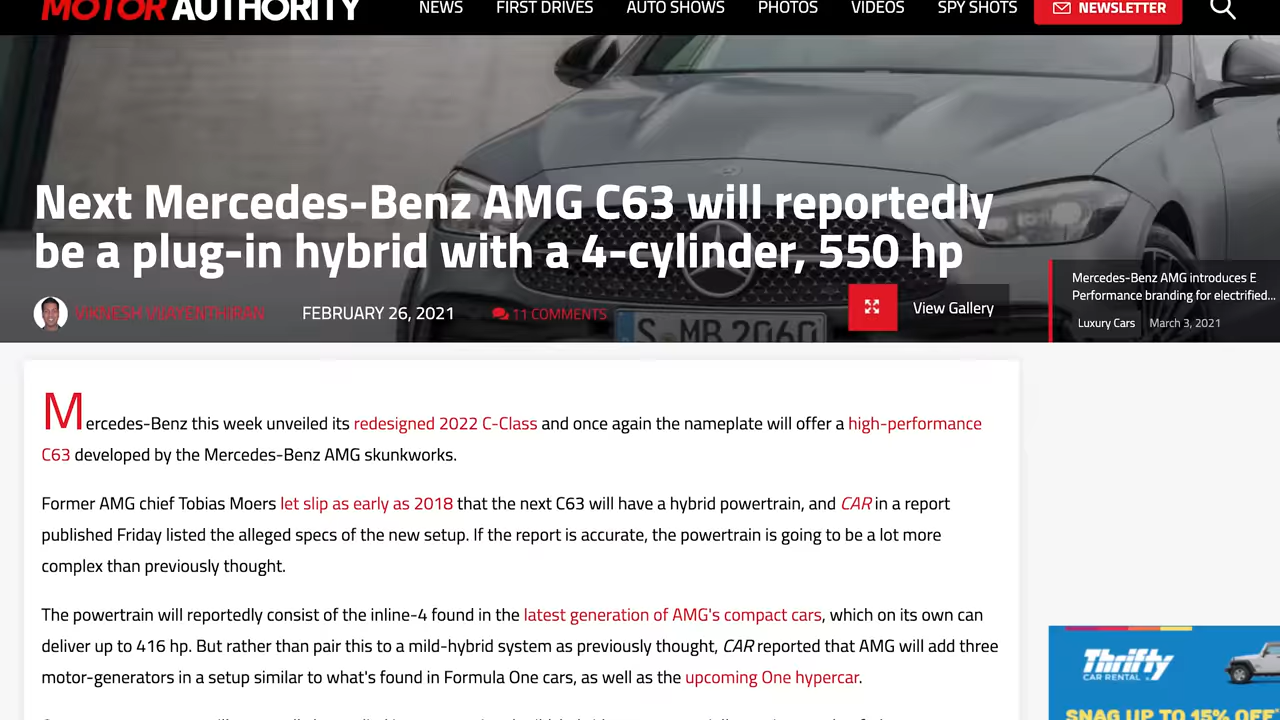 MOTOR AUTHORITY
NEWS FIRST DRIVES AUTO SHOWS PHOTOS VIDEOS SPY SHOTS NEWSLETTER
Next Mercedes-Benz AMG C63 will reportedly
be a plug-in hybrid with a 4-cylinder, 550 hp
VIKNESH VIJAYENTHIRAN FEBRUARY 26, 2021 11 COMMENTS
View Gallery
S MB 2060
Mercedes-Benz AMG introduces E
Performance branding for electrified...
Luxury Cars March 3, 2021
Mercedes-Benz this week unveiled its redesigned 2022 C-Class and once again the nameplate will offer a high-performance
C63 developed by the Mercedes-Benz AMG skunkworks.
Former AMG chief Tobias Moers let slip as early as 2018 that the next C63 will have a hybrid powertrain, and CAR in a report
published Friday listed the alleged specs of the new setup. If the report is accurate, the powertrain is going to be a lot more
complex than previously thought.
The powertrain will reportedly consist of the inline-4 found in the latest generation of AMG's compact cars, which on its own can
deliver up to 416 hp. But rather than pair this to a mild-hybrid system as previously thought, CAR reported that AMG will add three
motor-generators in a setup similar to what's found in Formula One cars, as well as the upcoming One hypercar.
Thrifty
CAR RENTAL
SNAG UP TO 15% OFF